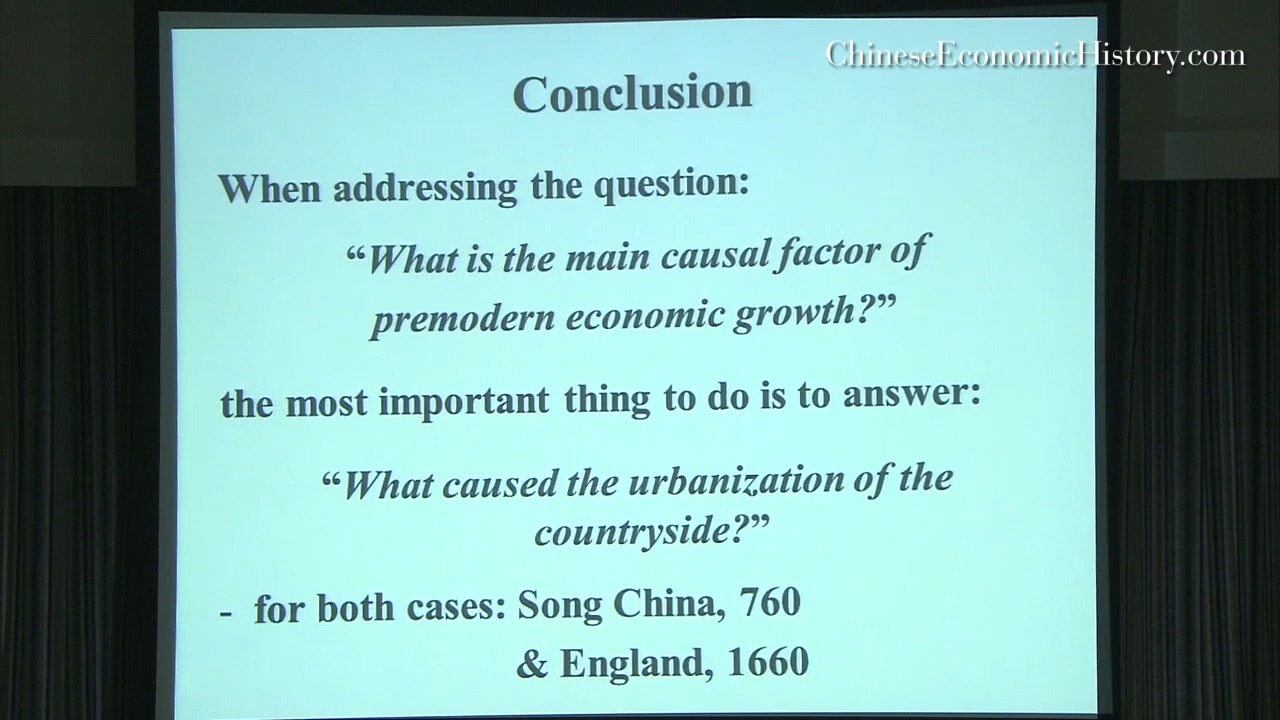 ChineseEconomicHistory.com
Conclusion
When addressing the question:
“What is the main causal factor of
premodern economic growth?”
the most important thing to do is to answer:
“What caused the urbanization of the
countryside?”
- for both cases: Song China, 760
& England, 1660